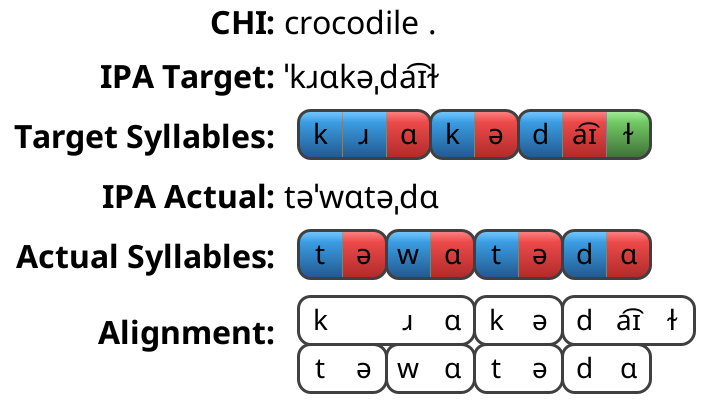 CHI: crocodile .
IPA Target: ˈkɹɑkəˌda͡ɪɫ
Target Syllables: k ɹ ɑ k ə d a͡ɪ ɫ
IPA Actual: təˈwɑtəˌdɑ
Actual Syllables: t ə w ɑ t ə d ɑ
Alignment: k ɹ ɑ k ə d a͡ɪ ɫ
t ə w ɑ t ə d ɑ